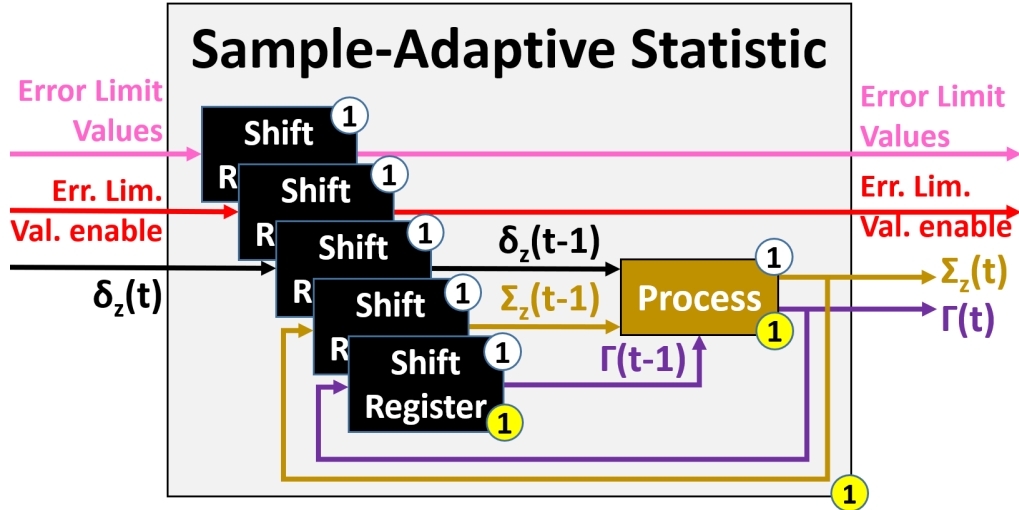 Sample-Adaptive Statistic
Error Limit
Values
Error Limit
Values
Err. Lim.
Val. enable
Err. Lim.
Val. enable
δz(t)
Shift
R
1
Shift
R
1
Shift
R
1
Shift
R
1
Shift
Register
1
1
δz(t-1)
Σz(t-1)
Γ(t-1)
Process
1
1
Σz(t)
Γ(t)
1